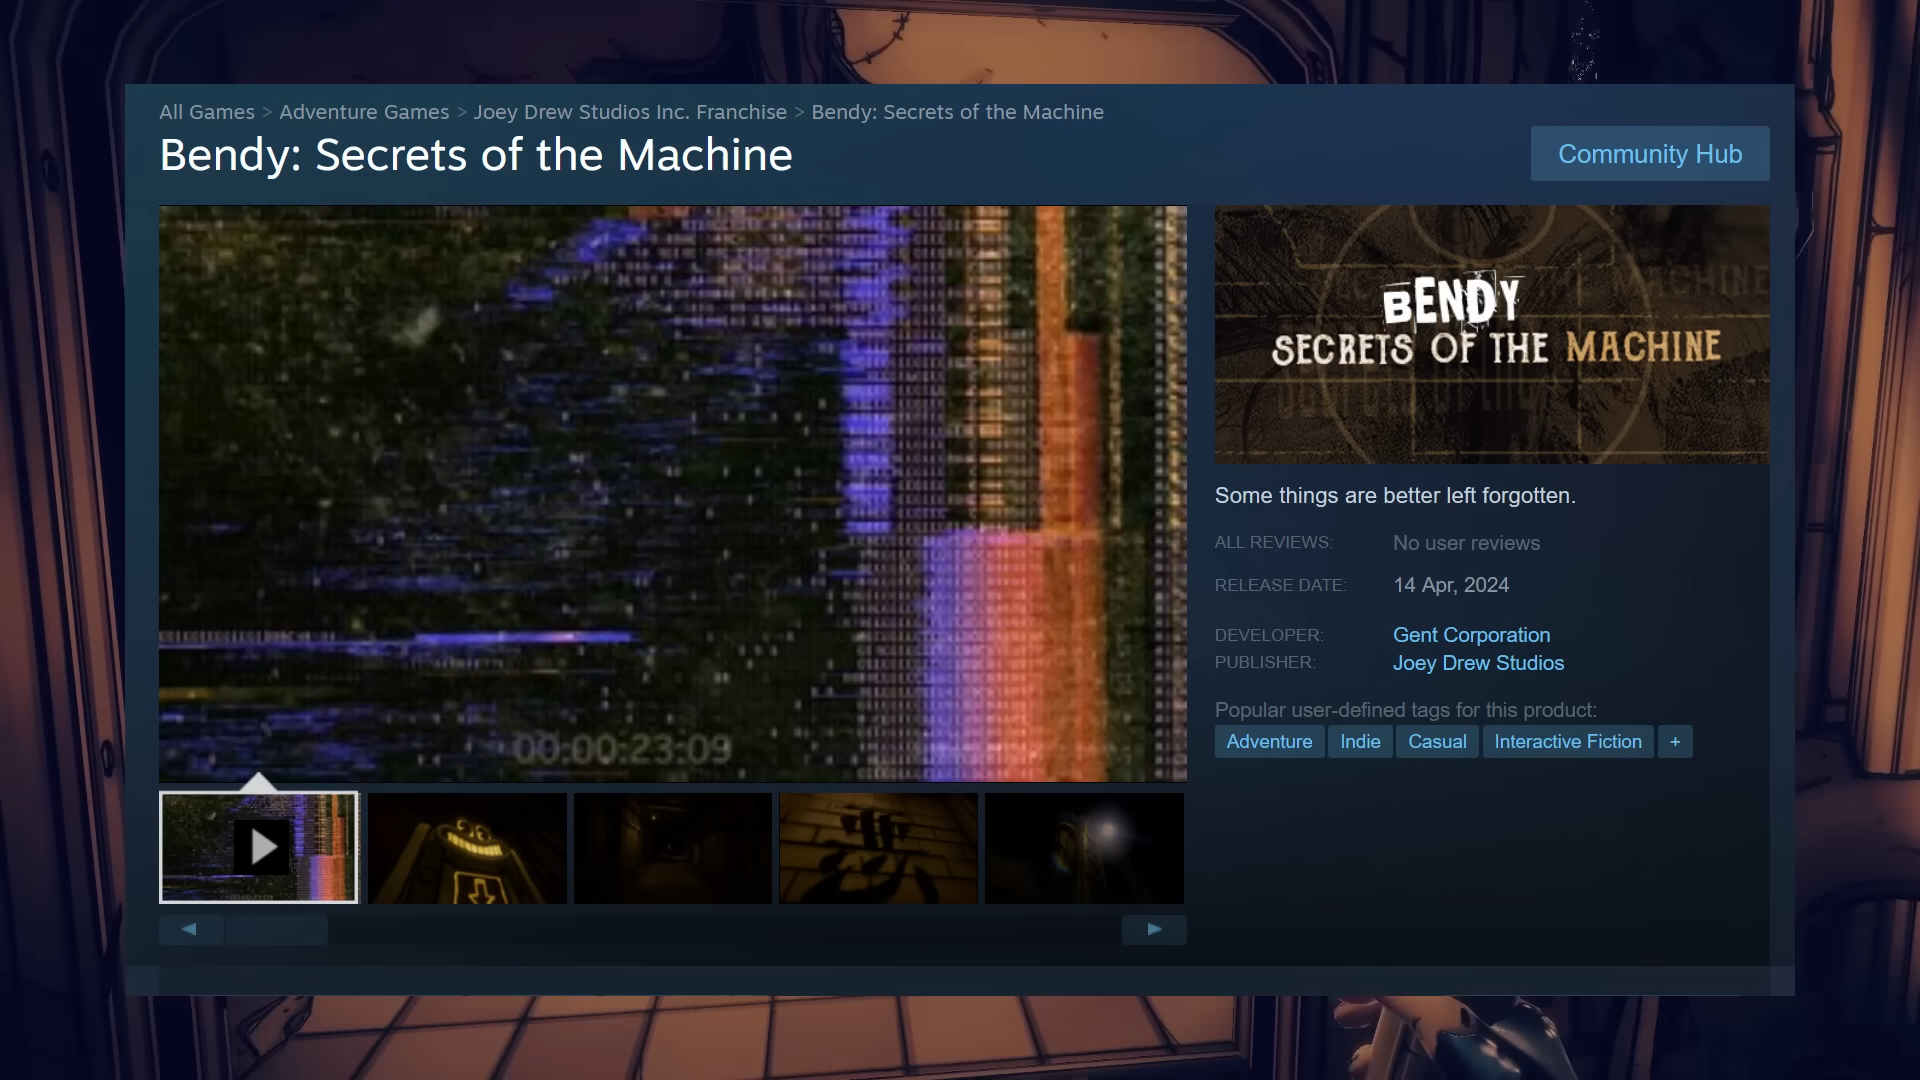 All Games > Adventure Games > Joey Drew Studios Inc. Franchise > Bendy: Secrets of the Machine
Bendy: Secrets of the Machine
Community Hub
BENDY
SECRETS OF THE MACHINE
Some things are better left forgotten.
ALL REVIEWS: No user reviews
RELEASE DATE: 14 Apr, 2024
DEVELOPER: Gent Corporation
PUBLISHER: Joey Drew Studios
Popular user-defined tags for this product:
Adventure Indie Casual Interactive Fiction +
00:00:23:09